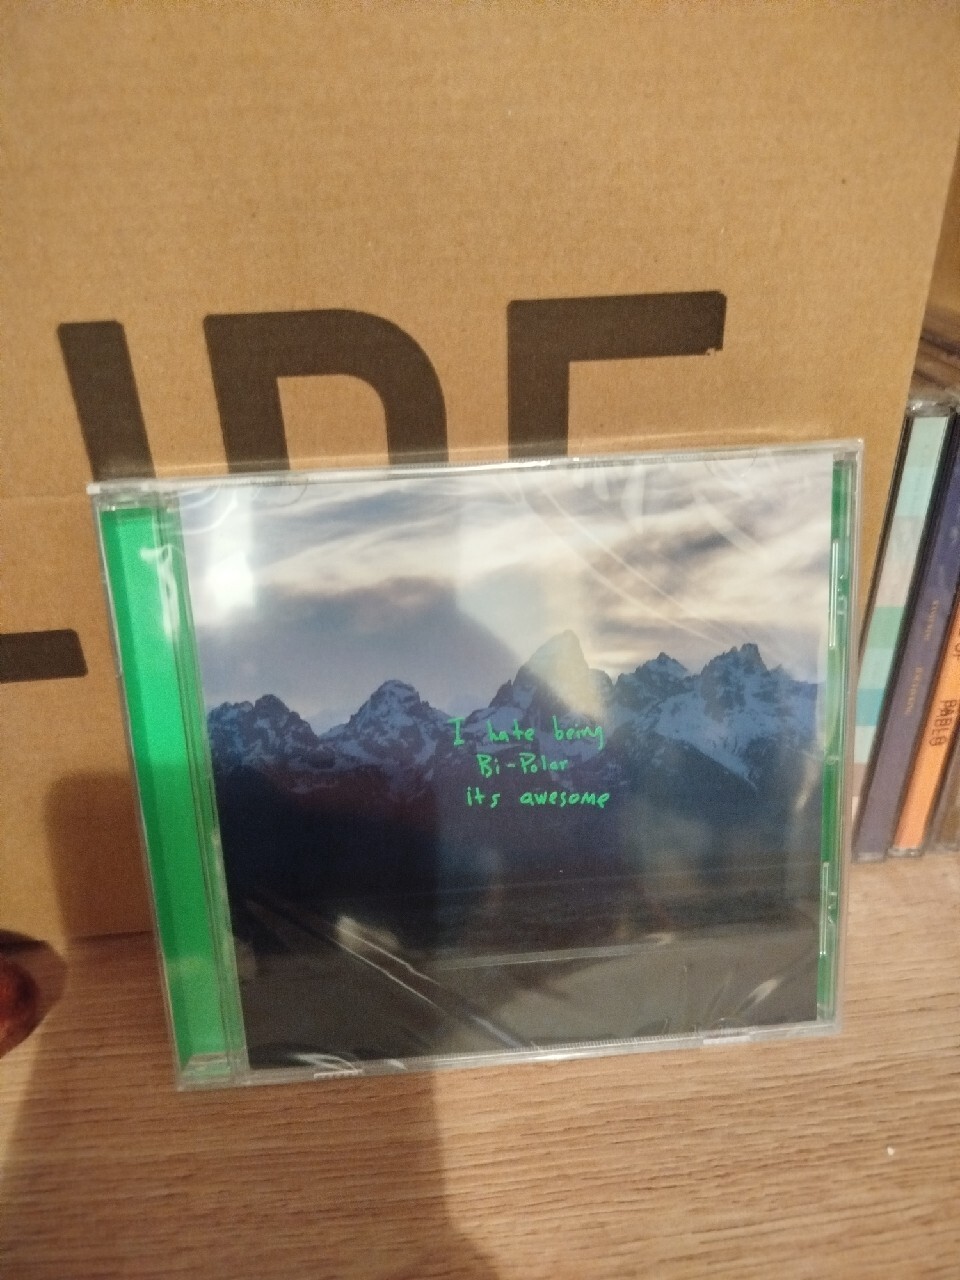 I hate being
Bi-Polar
its awesome
PABLO